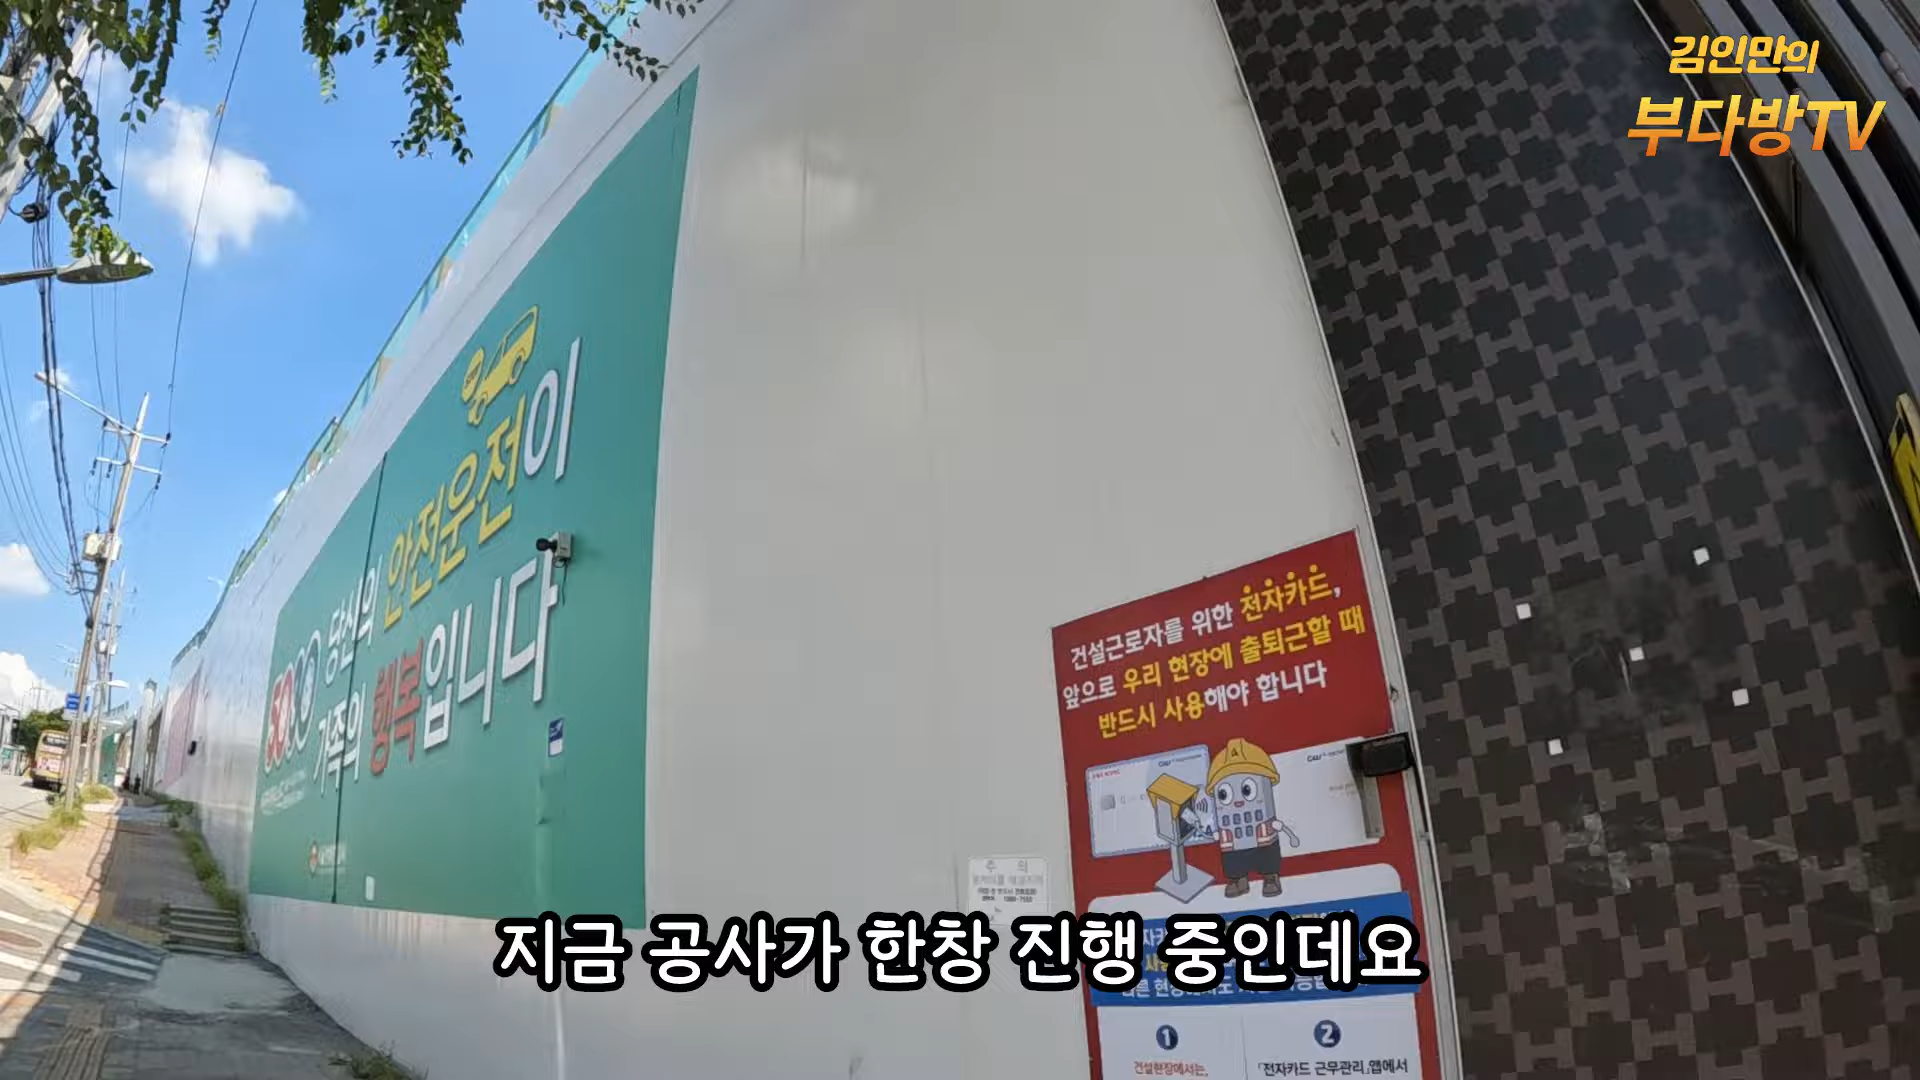 김인만의
부다방TV
당신의 안전운전이
가족의 행복입니다
건설근로자를 위한 전자카드,
앞으로 우리 현장에 출퇴근할 때
반드시 사용해야 합니다
주 의
지금 공사가 한창 진행 중인데요
1
2
건설현장에서는,
「전자카드 근무관리」앱에서